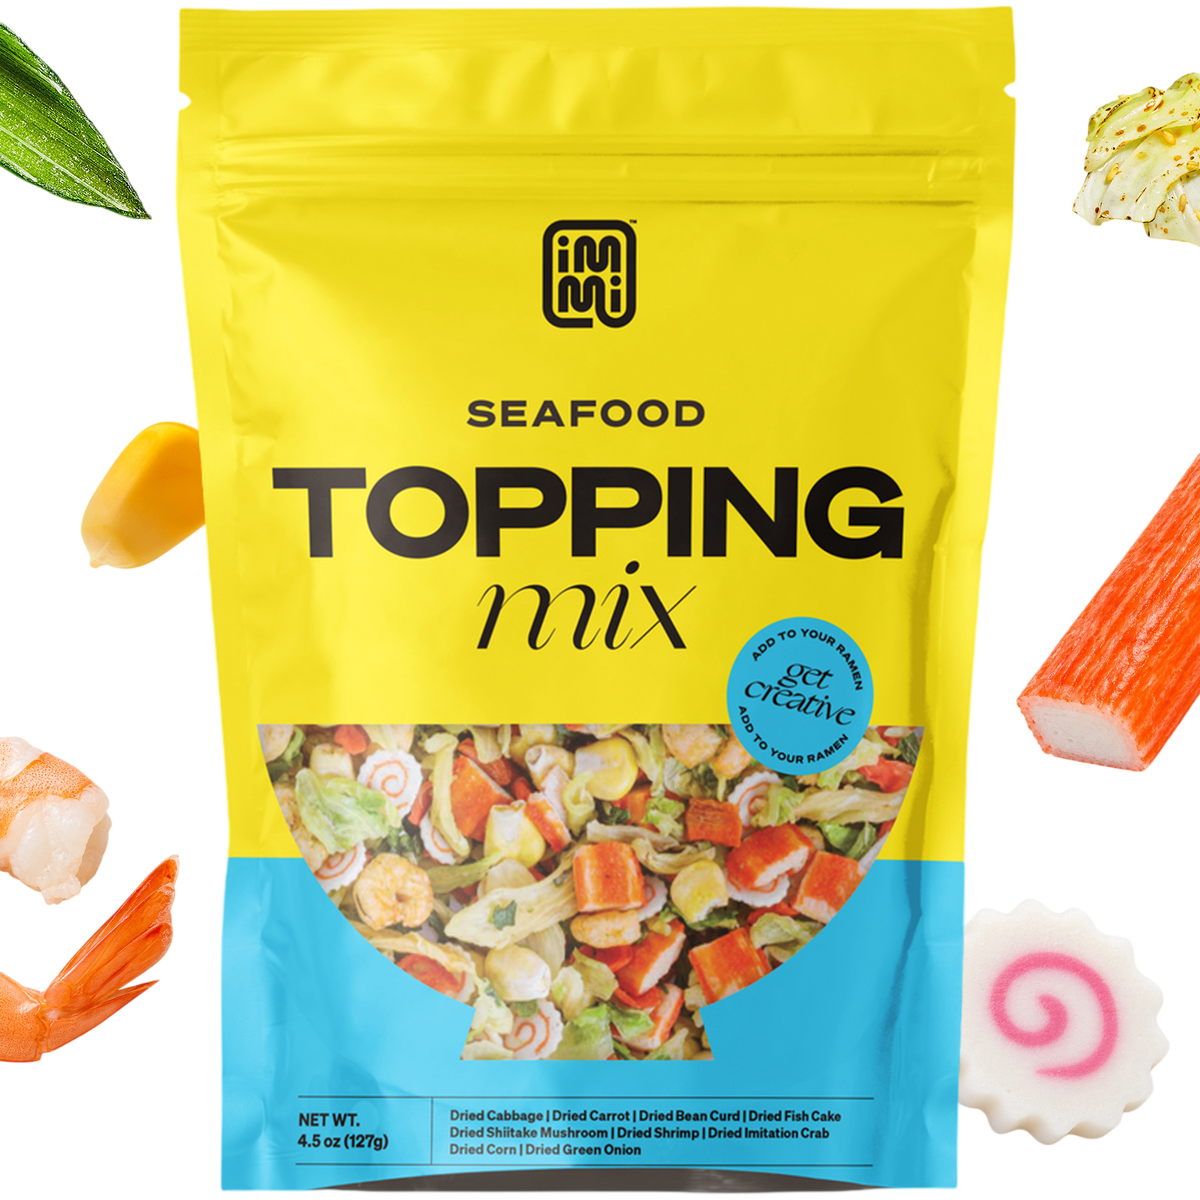 immi™
SEAFOOD
TOPPING
mix
ADD TO YOUR RAMEN
get
creative
ADD TO YOUR RAMEN
NET WT.
4.5 oz (127g)
Dried Cabbage | Dried Carrot | Dried Bean Curd | Dried Fish Cake
Dried Shiitake Mushroom | Dried Shrimp | Dried Imitation Crab
Dried Corn | Dried Green Onion